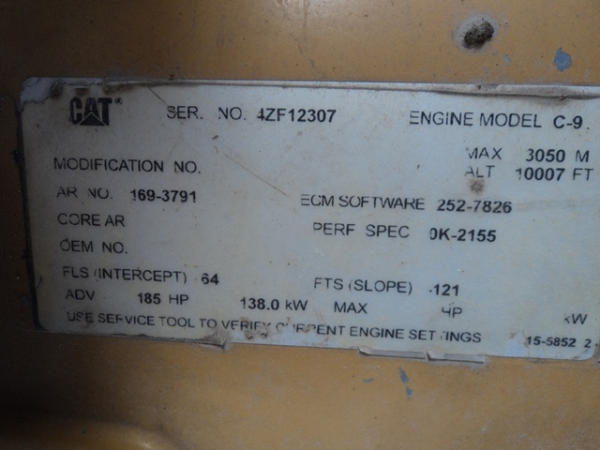 CAT SER. NO. 4ZF12307 ENGINE MODEL C-9
MAX 3050 M
MODIFICATION NO. ALT 10007 FT
AR NO. 169-3791 ECM SOFTWARE 252-7826
CORE AR PERF SPEC 0K-2155
OEM NO.
FLS (INTERCEPT) 64 FTS (SLOPE) 121
ADV 185 HP 138.0 kW MAX HP kW
USE SERVICE TOOL TO VERIFY CURRENT ENGINE SETTINGS 15-5852 2